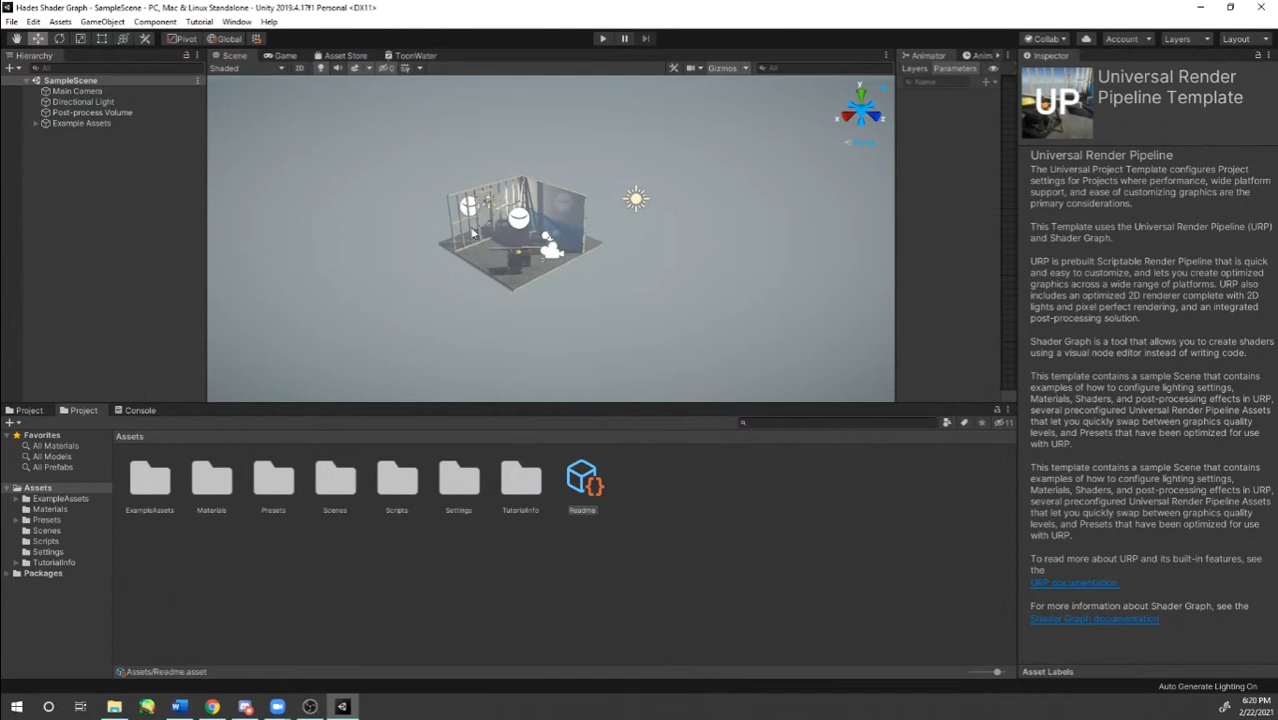 Hades Shader Graph - SampleScene - PC, Mac & Linux Standalone - Unity 2019.4.17f1 Personal <DX11>
File Edit Assets GameObject Component Tutorial Window Help
Pivot Global Collab Account Layers Layout
Hierarchy
All
SampleScene
Main Camera
Directional Light
Post-process Volume
Example Assets
Scene Game Asset Store ToonWater
Shaded 2D 0 Gizmos All
y
x z
Persp
Animator Anim
Layers Parameters
Name
Inspector
UP
Universal Render
Pipeline Template
Universal Render Pipeline
The Universal Project Template configures Project
settings for Projects where performance, wide platform
support, and ease of customizing graphics are the
primary considerations.
This Template uses the Universal Render Pipeline (URP)
and Shader Graph.
URP is prebuilt Scriptable Render Pipeline that is quick
and easy to customize, and lets you create optimized
graphics across a wide range of platforms. URP also
includes an optimized 2D renderer complete with 2D
lights and pixel perfect rendering, and an integrated
post-processing solution.
Shader Graph is a tool that allows you to create shaders
using a visual node editor instead of writing code.
This template contains a sample Scene that contains
examples of how to configure lighting settings,
Materials, Shaders, and post-processing effects in URP,
several preconfigured Universal Render Pipeline Assets
that let you quickly swap between graphics quality
levels, and Presets that have been optimized for use
with URP.
This template contains a sample Scene that contains
examples of how to configure lighting settings,
Materials, Shaders, and post-processing effects in URP,
several preconfigured Universal Render Pipeline Assets
that let you quickly swap between graphics quality
levels, and Presets that have been optimized for use
with URP.
To read more about URP and its built-in features, see
the
URP documentation.
For more information about Shader Graph, see the
Shader Graph documentation
Asset Labels
Auto Generate Lighting On
Project Project Console
11
Favorites
All Materials
All Models
All Prefabs
Assets
ExampleAssets
Materials
Presets
Scenes
Scripts
Settings
TutorialInfo
Packages
Assets
ExampleAssets Materials Presets Scenes Scripts Settings TutorialInfo Readme
Assets/Readme.asset
6:20 PM
2/22/2021